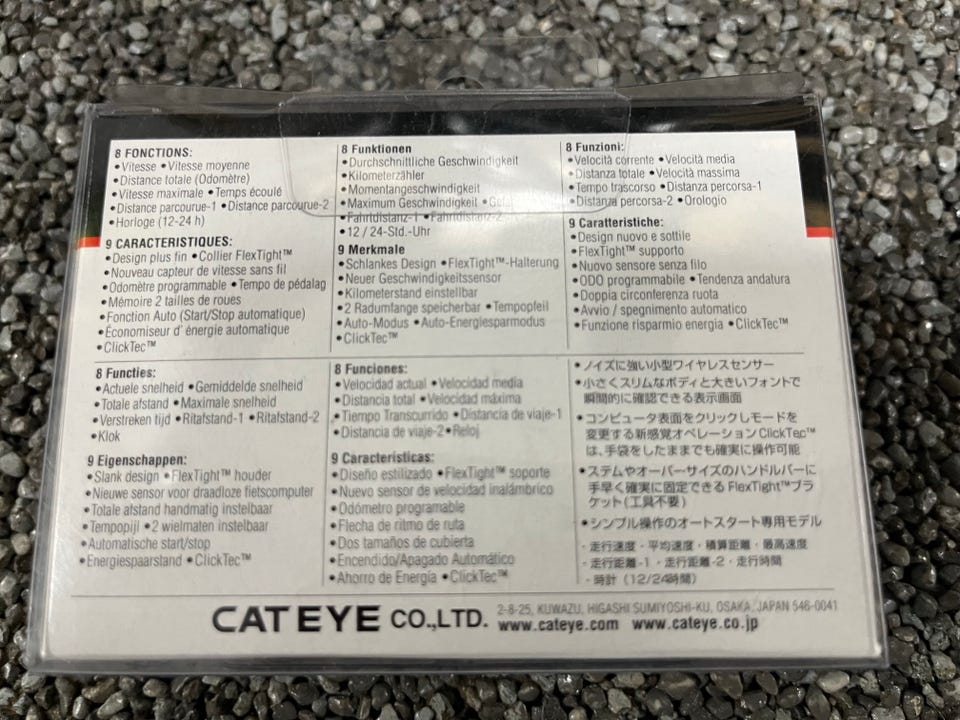 8 FONCTIONS:
•Vitesse •Vitesse moyenne
•Distance totale (Odomètre)
•Vitesse maximale •Temps écoulé
•Distance parcourue-1 •Distance parcourue-2
•Horloge (12-24 h)
9 CARACTERISTIQUES:
•Design plus fin •Collier FlexTight™
•Nouveau capteur de vitesse sans fil
•Odomètre programable •Tempo de pédalag
•Mémoire 2 tailles de roues
•Fonction Auto (Start/Stop automatique)
•Économiseur d' énergie automatique
•ClickTec™
8 Funktionen
•Durchschnittliche Geschwindigkeit
•Kilometerzähler
•Momentangeschwindigkeit
•Maximum Geschwindigkeit
•Fahrtdistanz-1 •Fahrtdistanz-2
•12 / 24-Std.-Uhr
9 Merkmale
•Schlankes Design •FlexTight™-Halterung
•Neuer Geschwindigkeitssensor
•Kilometerstand einstellbar
•2 Radumfange speicherbar •Tempopfeil
•Auto-Modus •Auto-Energiesparmodus
•ClickTec™
8 Funzioni:
•Velocità corrente •Velocità media
•Distanza totale •Velocità massima
•Tempo trascorso •Distanza percorsa-1
•Distanza percorsa-2 •Orologio
9 Caratteristiche:
•Design nuovo e sottile
•FlexTight™ supporto
•Nuovo sensore senza filo
•ODO programmabile •Tendenza andatura
•Doppia circonferenza ruota
•Avvio / spegnimento automatico
•Funzione risparmio energia •ClickTec™
8 Functies:
•Actuele snelheid •Gemiddelde snelheid
•Totale afstand •Maximale snelheid
•Verstreken tijd •Ritafstand-1 •Ritafstand-2
•Klok
9 Eigenschappen:
•Slank design •FlexTight™ houder
•Nieuwe sensor voor draadloze fietscomputer
•Totale afstand handmatig instelbaar
•Tempopijl •2 wielmaten instelbaar
•Automatische start/stop
•Energiespaarstand •ClickTec™
8 Funciones:
•Velocidad actual •Velocidad media
•Distancia total •Velocidad máxima
•Tiempo Transcurrido •Distancia de viaje-1
•Distancia de viaje-2 •Reloj
9 Características:
•Diseño estilizado •FlexTight™ soporte
•Nuevo sensor de velocidad inalámbrico
•Odómetro programable
•Flecha de ritmo de ruta
•Dos tamaños de cubierta
•Encendido/Apagado Automático
•Ahorro de Energía •ClickTec™
•ノイズに強い小型ワイヤレスセンサー
•小さくスリムなボディと大きいフォントで
瞬間的に確認できる表示画面
•コンピュータ表面をクリックしモードを
変更する新感覚オペレーションClickTec™
は、手袋をしたままでも確実に操作可能
•ステムやオーバーサイズのハンドルバーに
手早く確実に固定できるFlexTight™ブラ
ケット(工具不要)
•シンプル操作のオートスタート専用モデル
・走行速度・平均速度・積算距離・最高速度
・走行距離-1・走行距離-2・走行時間
・時計(12/24時間)
CATEYE CO.,LTD.
2-8-25, KUWAZU, HIGASHI SUMIYOSHI-KU, OSAKA, JAPAN 546-0041
www.cateye.com www.cateye.co.jp